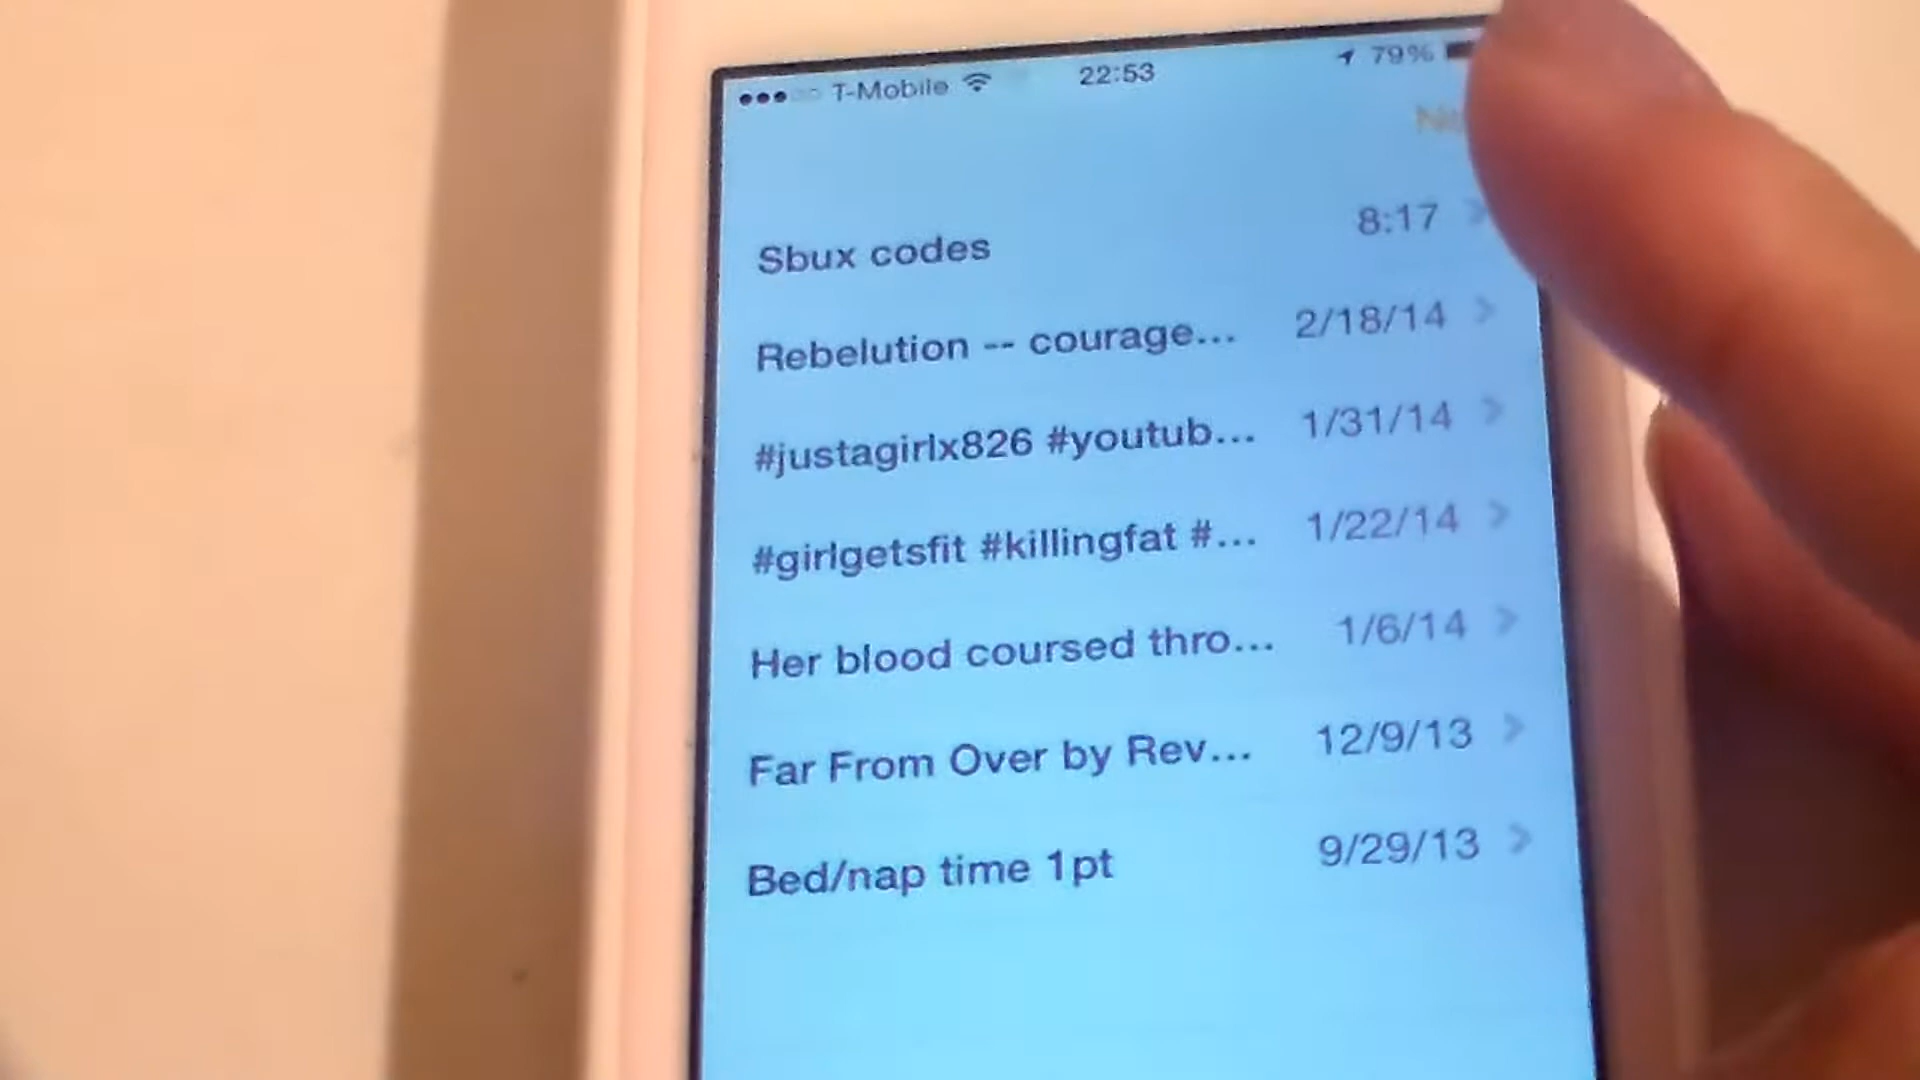 T-Mobile 22:53 79%
Sbux codes 8:17
Rebelution -- courage... 2/18/14
#justagirlx826 #youtub... 1/31/14
#girlgetsfit #killingfat #... 1/22/14
Her blood coursed thro... 1/6/14
Far From Over by Rev... 12/9/13
Bed/nap time 1pt 9/29/13